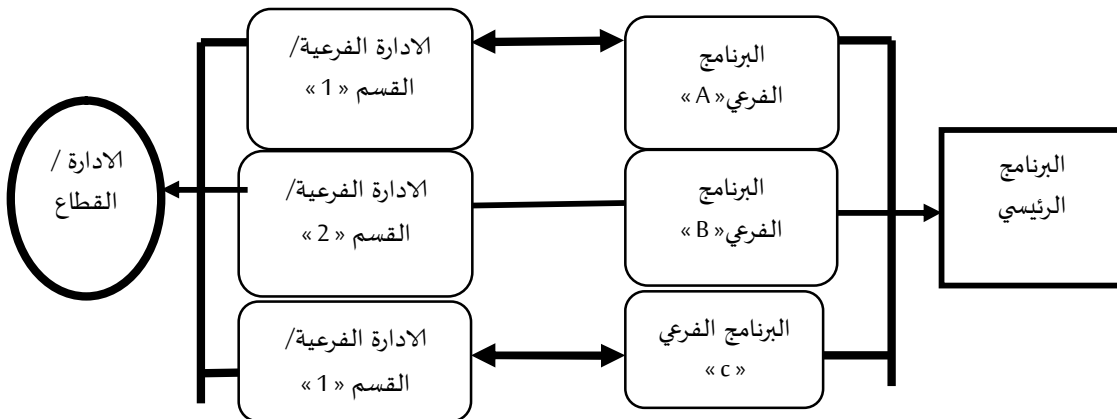 البرنامج
الرئيسي
البرنامج
الفرعي« A »
البرنامج
الفرعي« B »
البرنامج الفرعي
« c »
الادارة الفرعية/
القسم « 1 »
الادارة الفرعية/
القسم « 2 »
الادارة الفرعية/
القسم « 1 »
الادارة /
القطاع